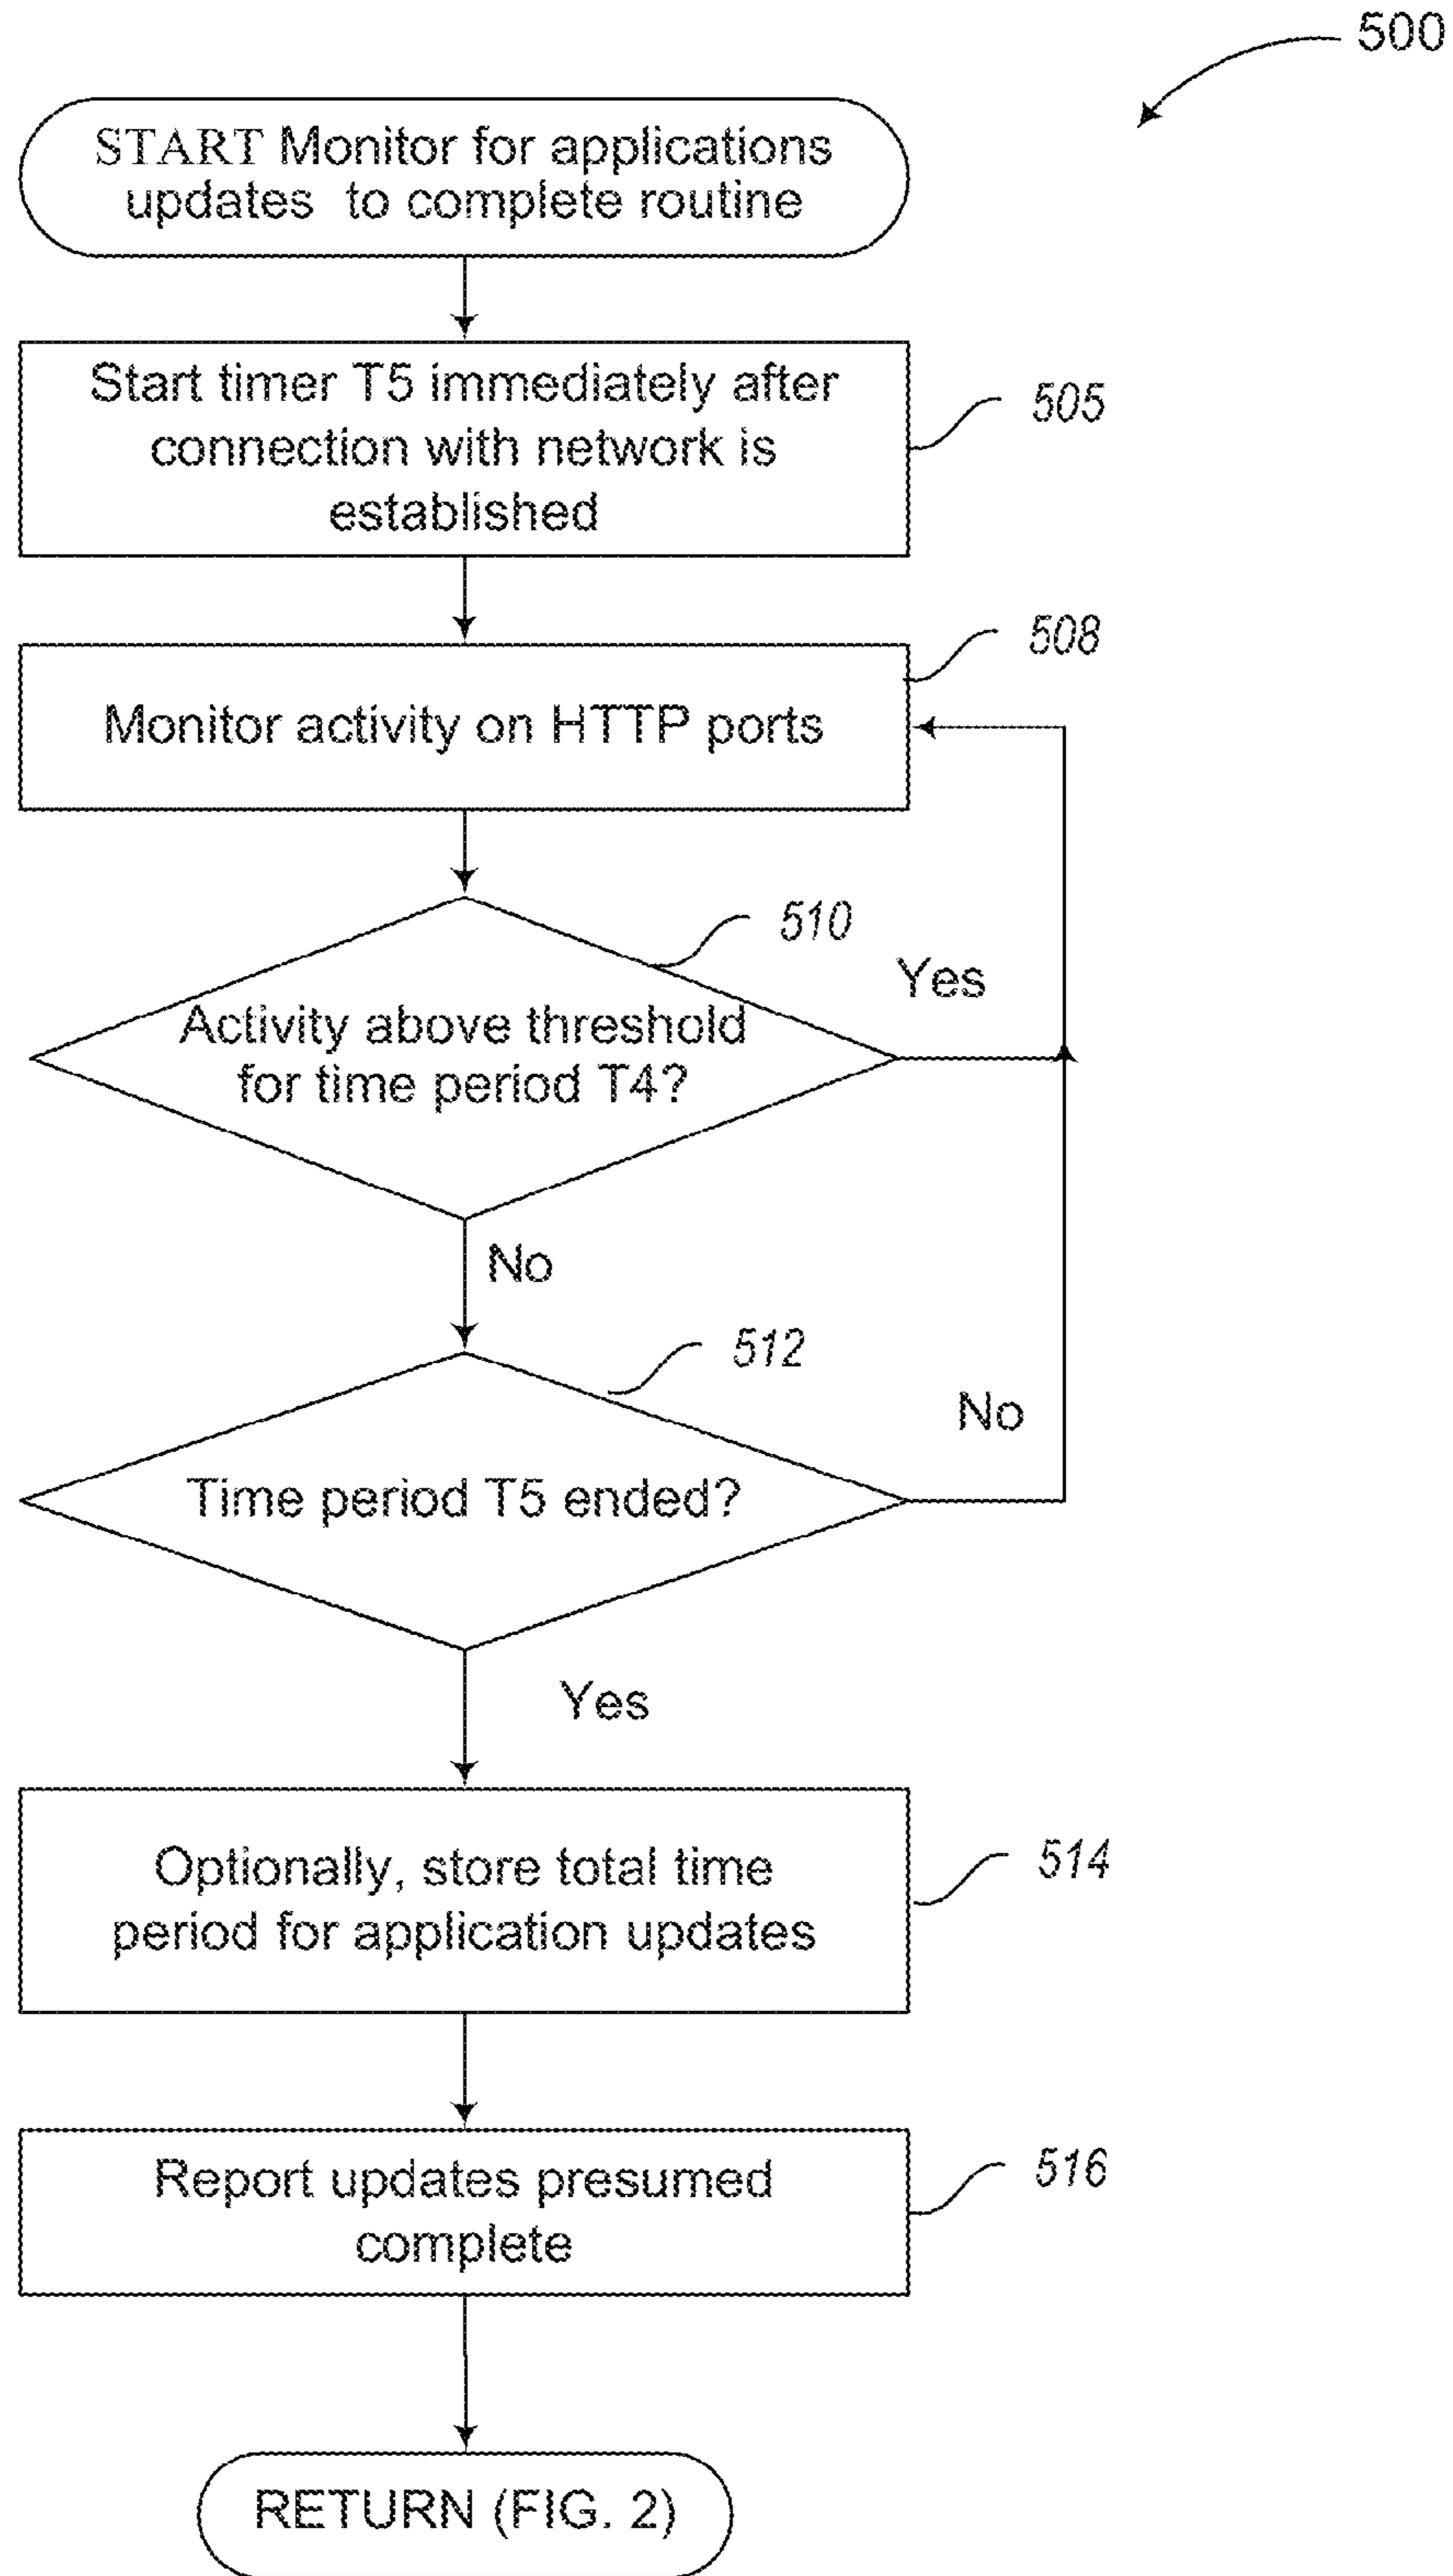 500
START Monitor for applications
updates to complete routine
Start timer T5 immediately after
connection with network is
established
505
508
Monitor activity on HTTP ports
510
Yes
Activity above threshold
for time period T4?
No
512
No
Time period T5 ended?
Yes
Optionally, store total time
period for application updates
514
Report updates presumed
complete
516
RETURN (FIG. 2)